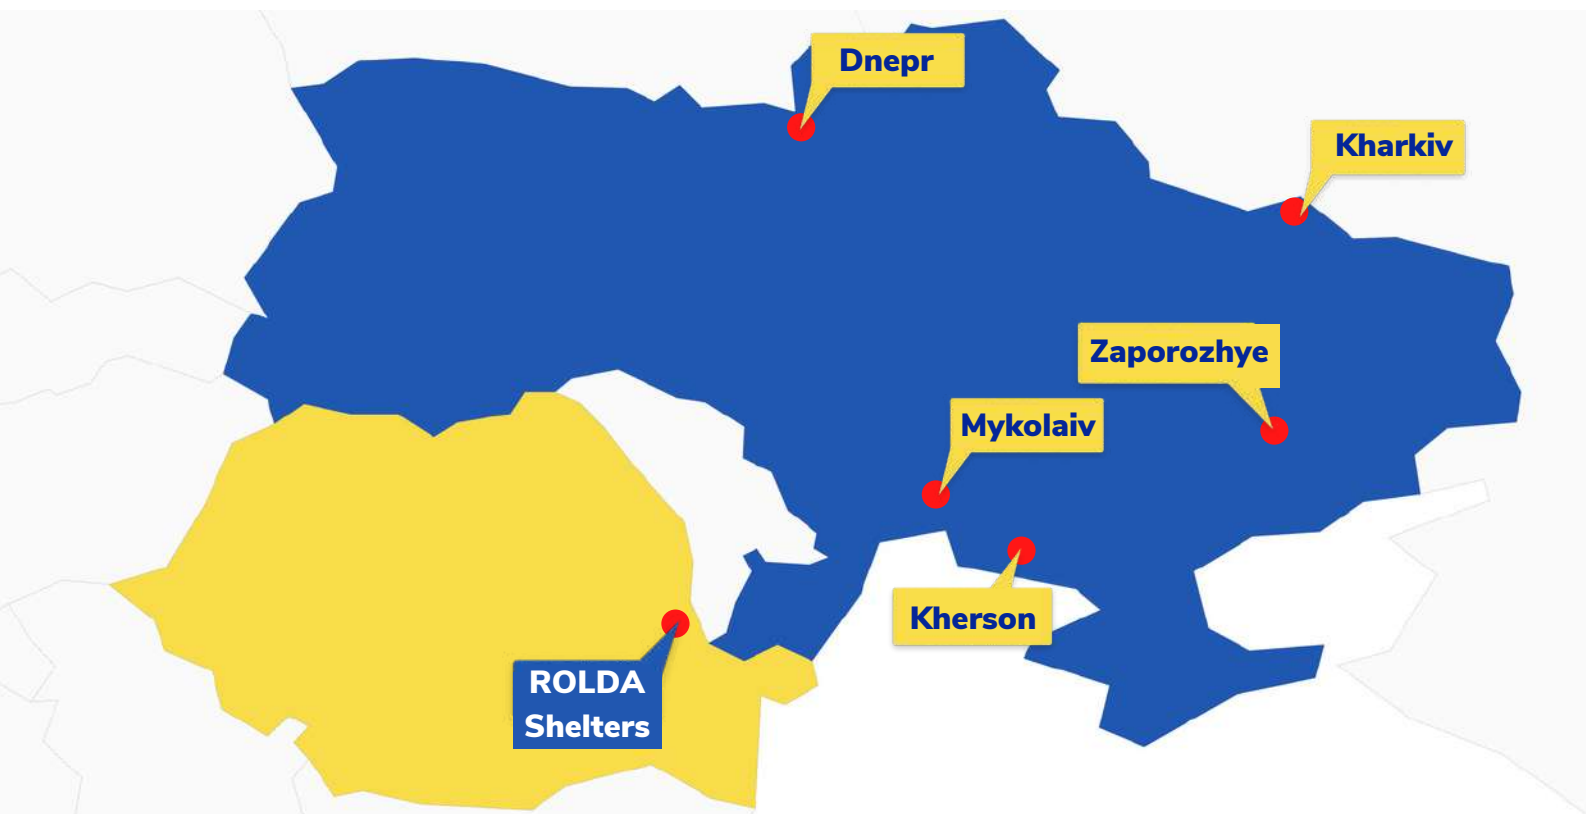 Dnepr
Kharkiv
Zaporozhye
Mykolaiv
Kherson
ROLDA
Shelters